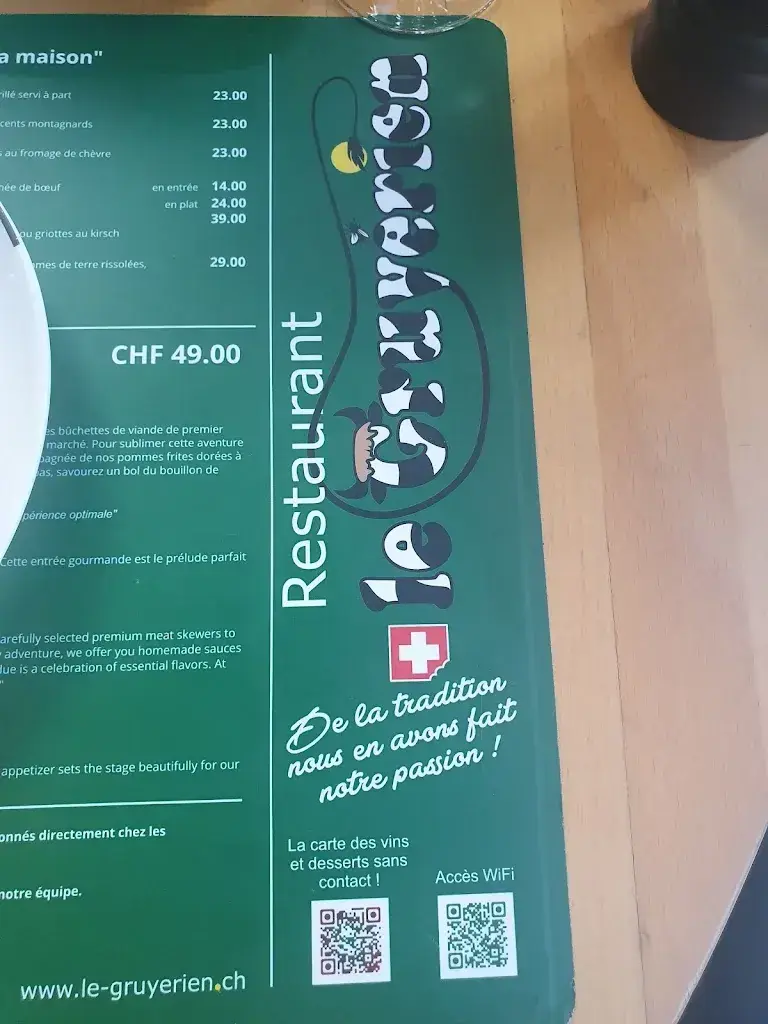 a maison"
illé servi à part 23.00
cents montagnards 23.00
s au fromage de chèvre 23.00
née de bœuf en entrée 14.00
en plat 24.00
39.00
ou griottes au kirsch
mes de terre rissolées, 29.00
CHF 49.00
es bûchettes de viande de premier
marché. Pour sublimer cette aventure
pagnée de nos pommes frites dorées à
as, savourez un bol du bouillon de
périence optimale"
Cette entrée gourmande est le prélude parfait
arefully selected premium meat skewers to
adventure, we offer you homemade sauces
due is a celebration of essential flavors. At
"
appetizer sets the stage beautifully for our
onnés directement chez les
notre équipe.
www.le-gruyerien.ch
Restaurant
le Gruyérien
De la tradition
nous en avons fait
notre passion !
La carte des vins
et desserts sans
contact !
Accès WiFi